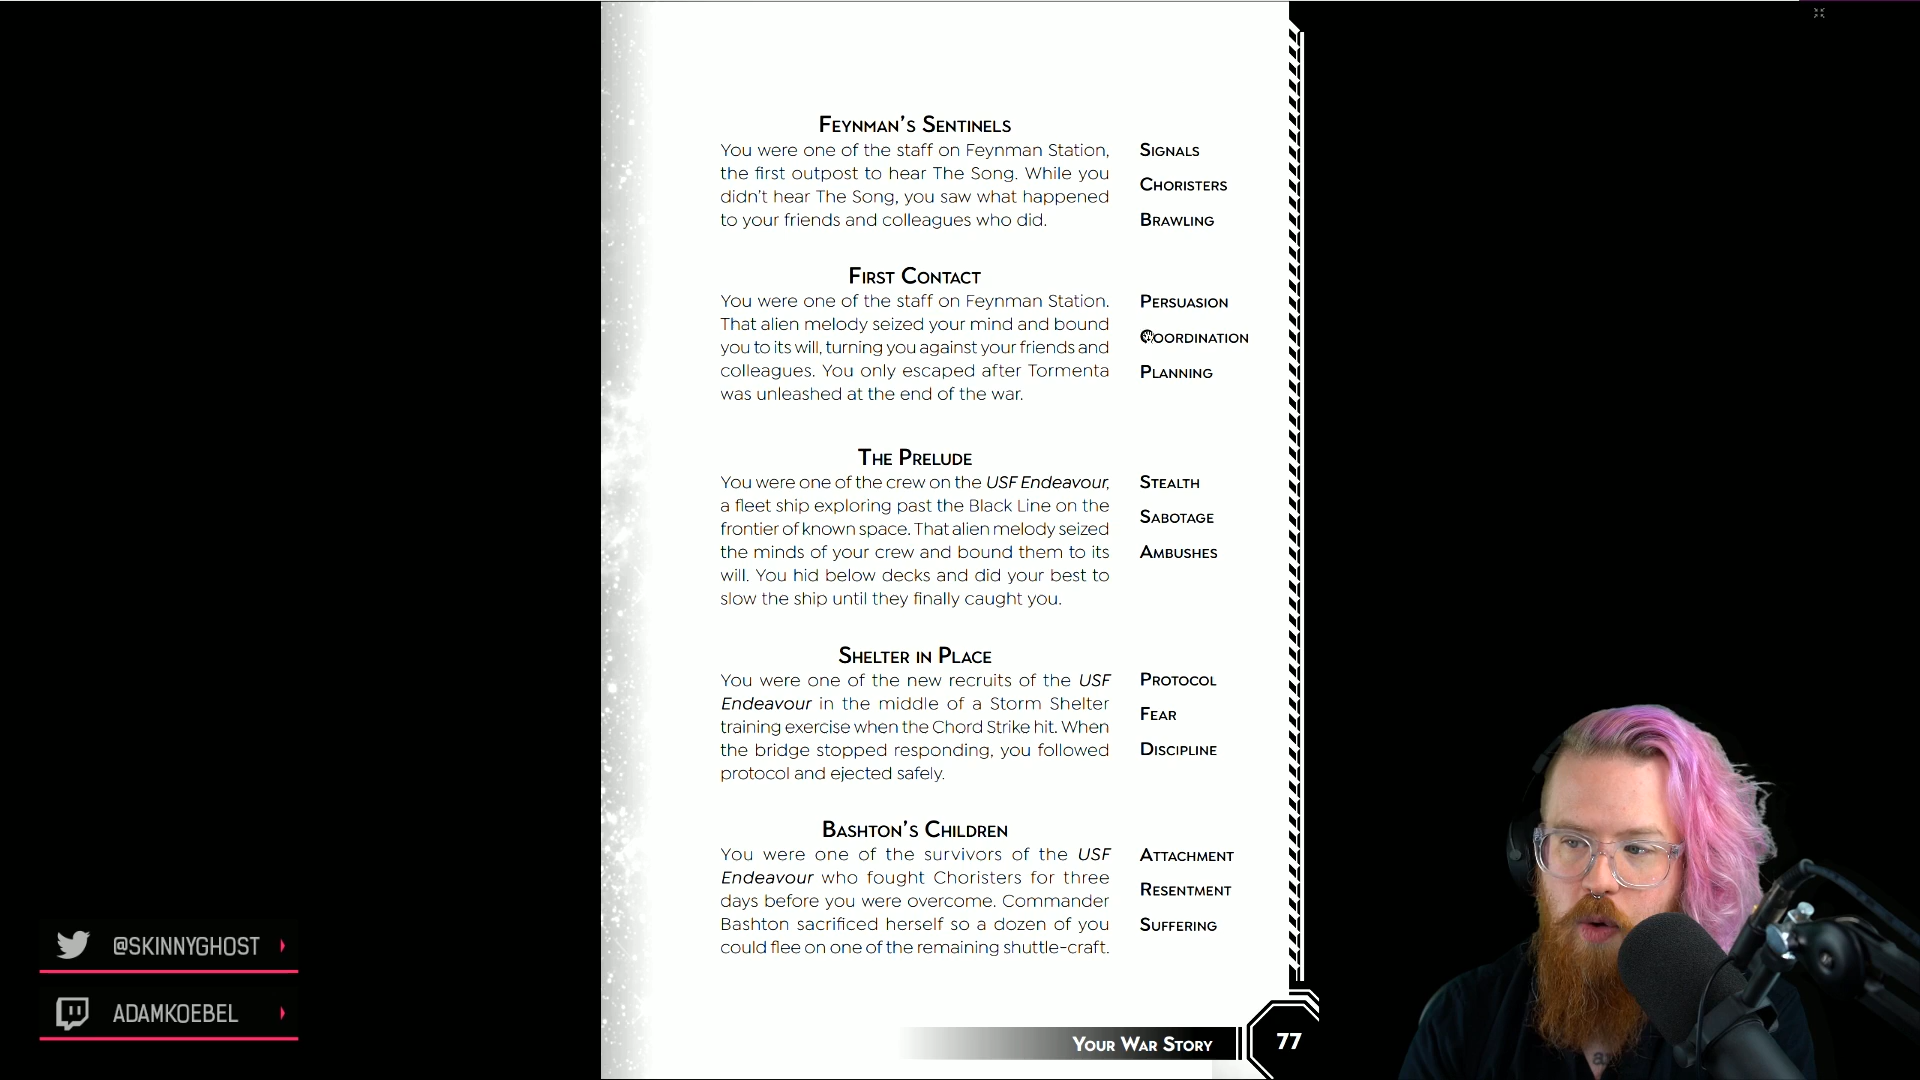 Feynman's Sentinels
You were one of the staff on Feynman Station,
the first outpost to hear The Song. While you
didn't hear The Song, you saw what happened
to your friends and colleagues who did.
Signals
Choristers
Brawling
First Contact
You were one of the staff on Feynman Station.
That alien melody seized your mind and bound
you to its will, turning you against your friends and
colleagues. You only escaped after Tormenta
was unleashed at the end of the war.
Persuasion
Coordination
Planning
The Prelude
You were one of the crew on the USF Endeavour,
a fleet ship exploring past the Black Line on the
frontier of known space. That alien melody seized
the minds of your crew and bound them to its
will. You hid below decks and did your best to
slow the ship until they finally caught you.
Stealth
Sabotage
Ambushes
Shelter in Place
You were one of the new recruits of the USF
Endeavour in the middle of a Storm Shelter
training exercise when the Chord Strike hit. When
the bridge stopped responding, you followed
protocol and ejected safely.
Protocol
Fear
Discipline
Bashton's Children
You were one of the survivors of the USF
Endeavour who fought Choristers for three
days before you were overcome. Commander
Bashton sacrificed herself so a dozen of you
could flee on one of the remaining shuttle-craft.
Attachment
Resentment
Suffering
Your War Story 77
@SKINNYGHOST
ADAMKOEBEL